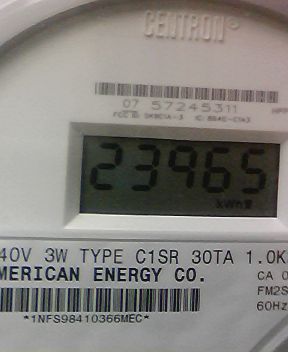 CENTRON®
07 57245311
23965
kWh
40V 3W TYPE C1SR 30TA 1.0K
MERICAN ENERGY CO.
CA 0
FM2S
60Hz
*1NFS98410366MEC*